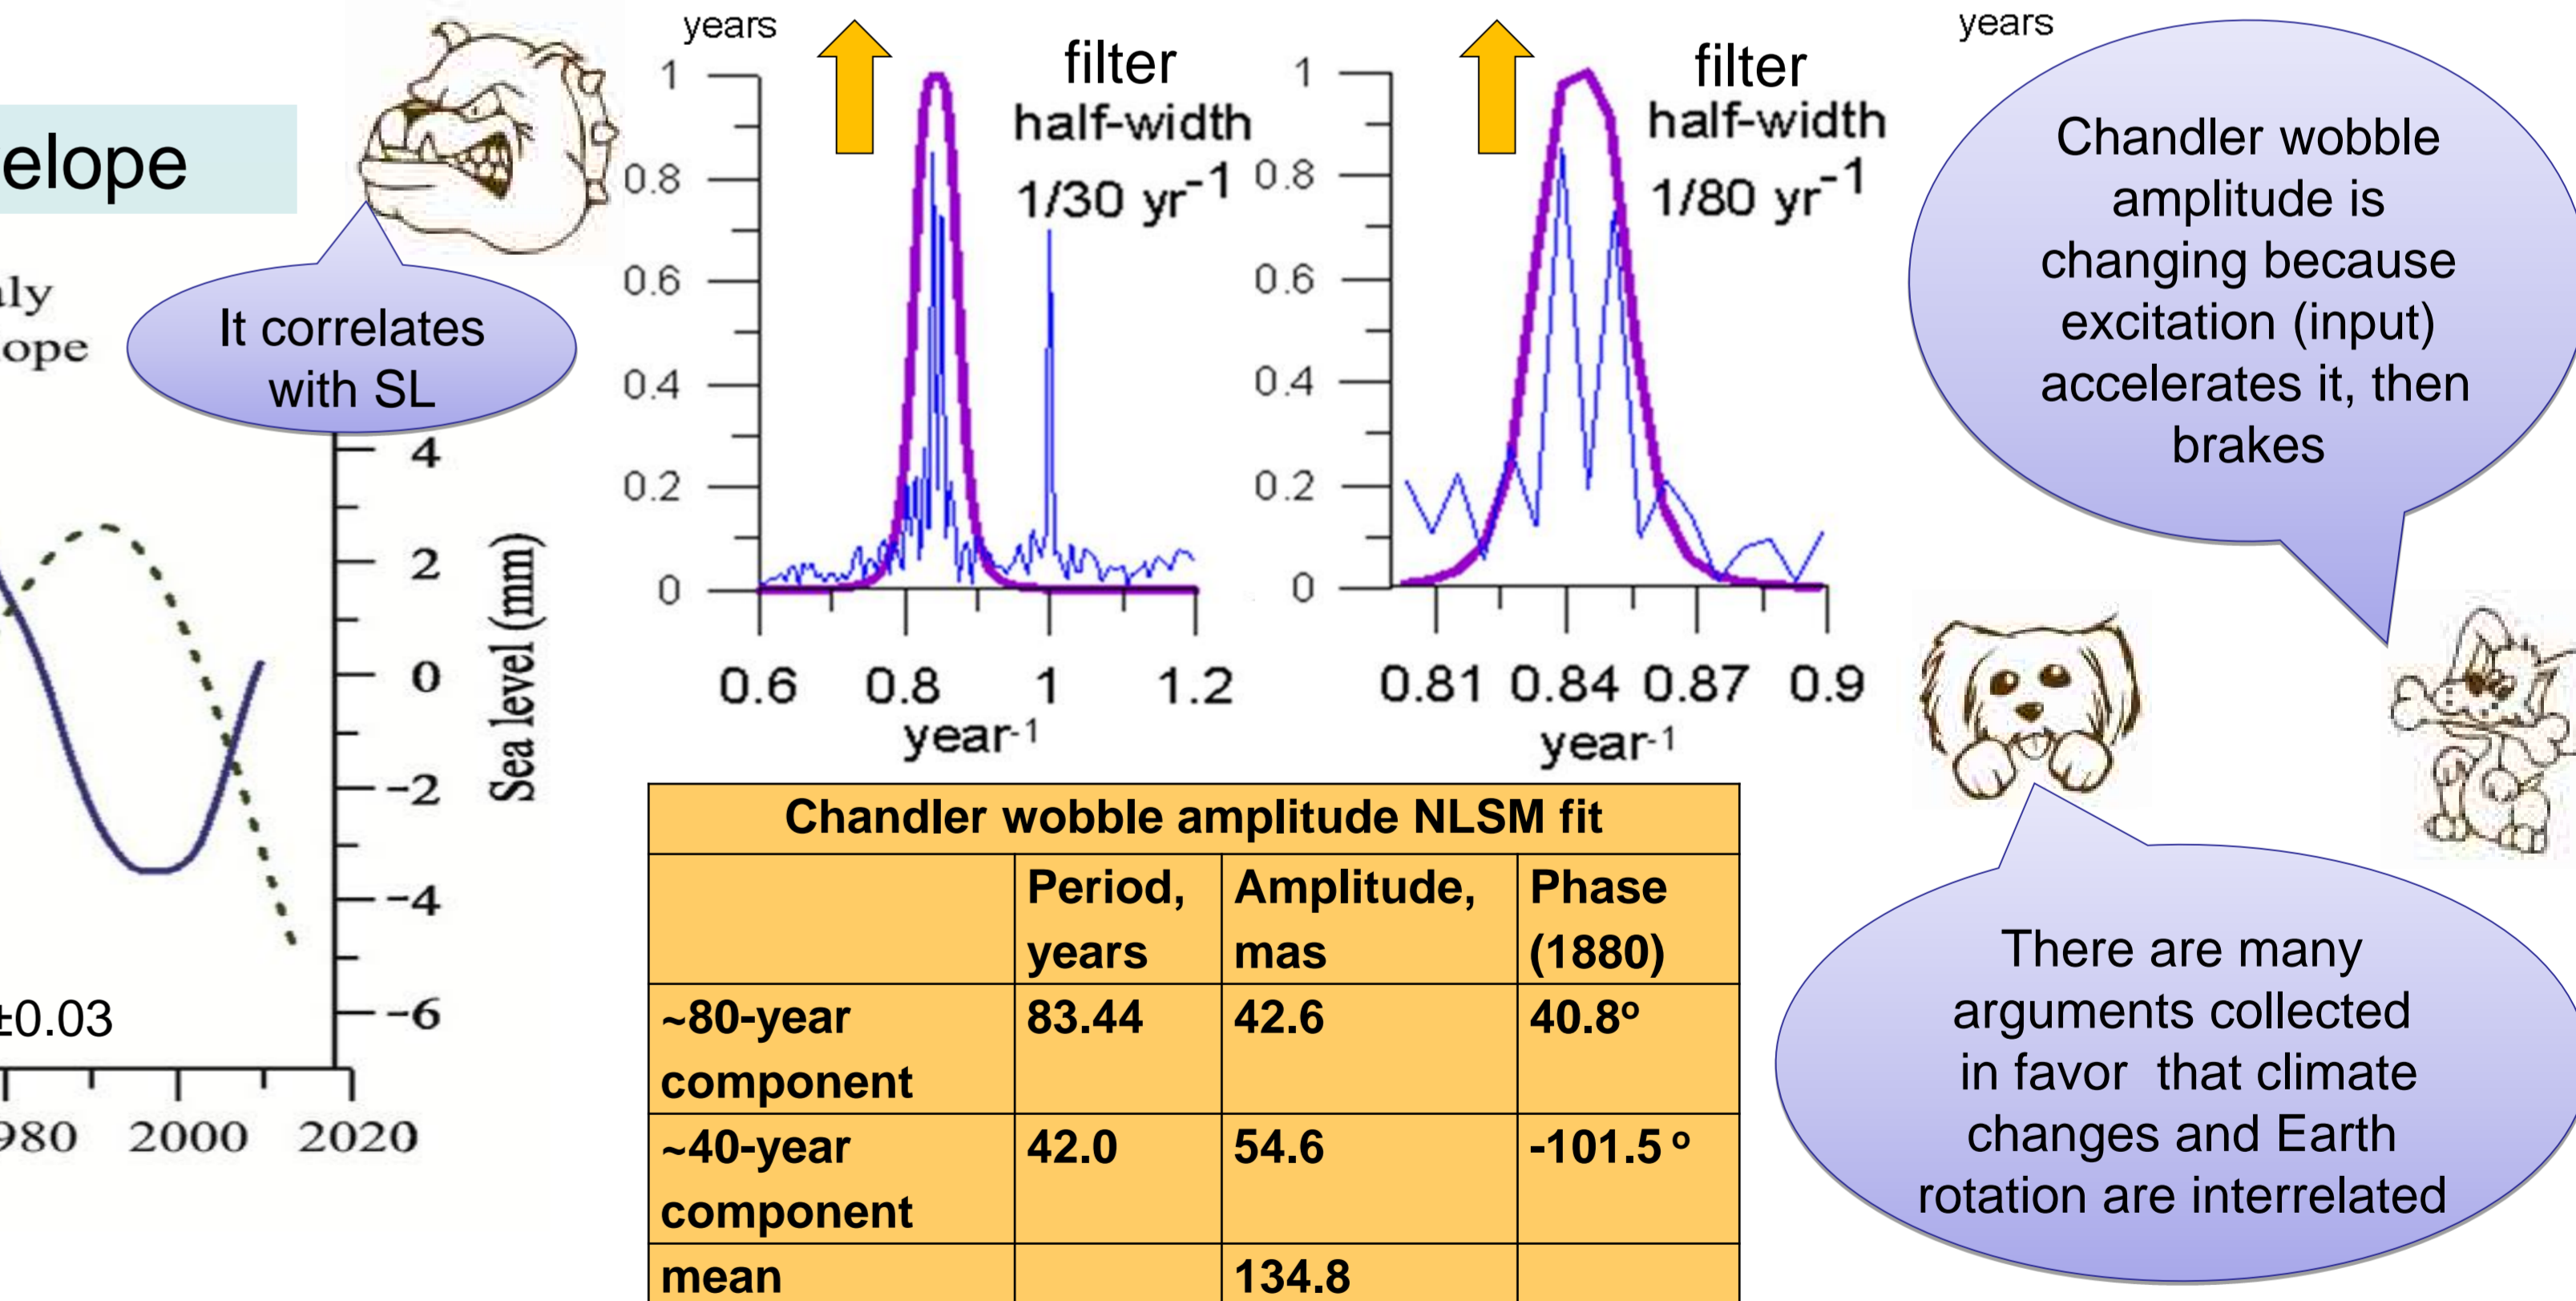 elope
It correlates
with SL
4
2
0
-2
-4
-6
Sea level (mm)
±0.03
2000
2020
years
filter
half-width
1/30 yr-1
1
0.8
0.6
0.4
0.2
0
0.6 0.8 1 1.2
year-1
filter
half-width
1/80 yr-1
1
0.8
0.6
0.4
0.2
0
0.81 0.84 0.87 0.9
year-1
years
Chandler wobble
amplitude is
changing because
excitation (input)
accelerates it, then
brakes
Chandler wobble amplitude NLSM fit
Period,
years
Amplitude,
mas
Phase
(1880)
~80-year
component
83.44
42.6
40.8º
~40-year
component
42.0
54.6
-101.5 º
mean
134.8
There are many
arguments collected
in favor that climate
changes and Earth
rotation are interrelated